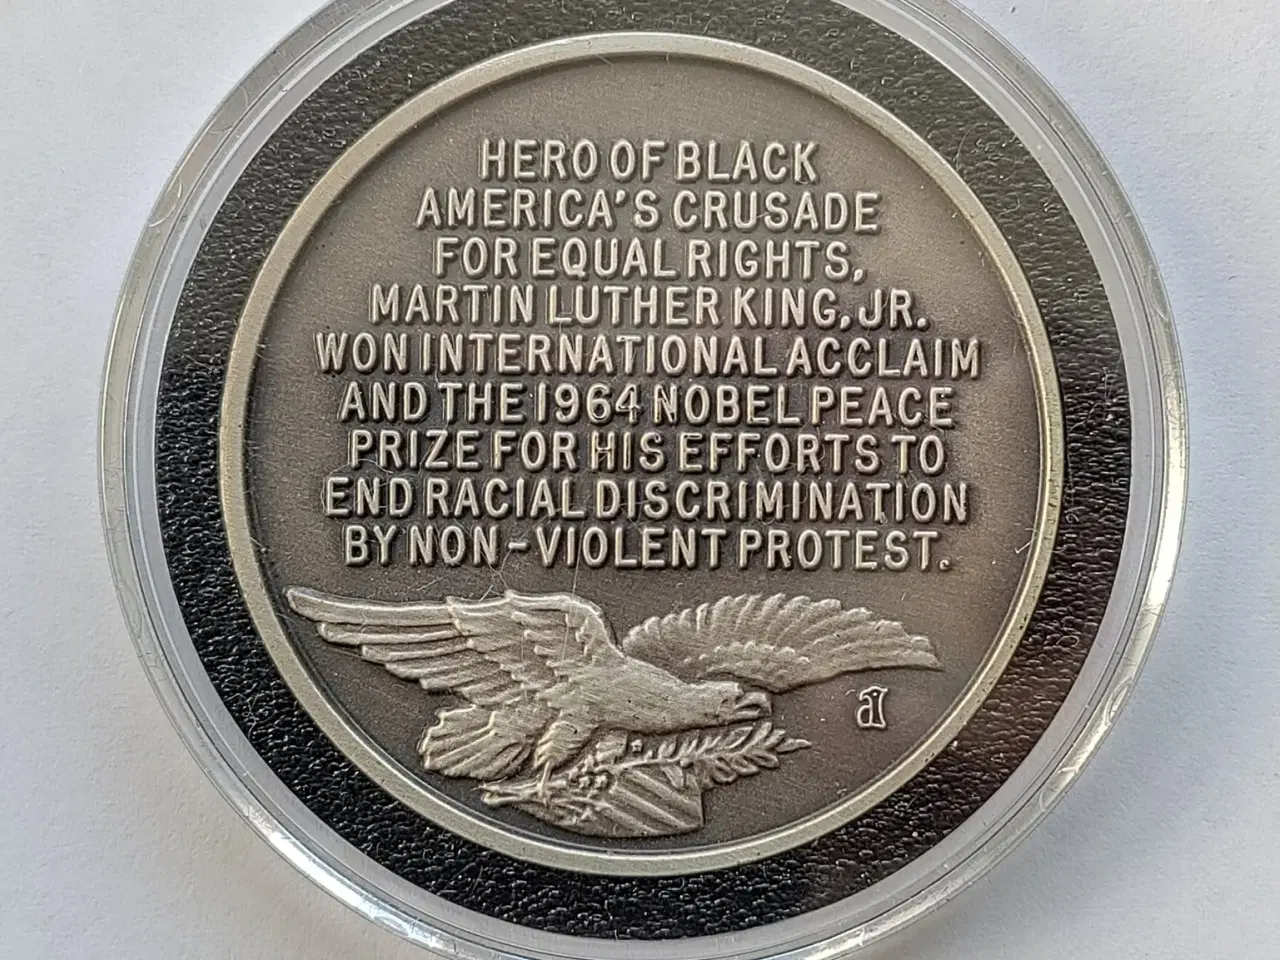 HERO OF BLACK
AMERICA'S CRUSADE
FOR EQUAL RIGHTS,
MARTIN LUTHER KING, JR.
WON INTERNATIONAL ACCLAIM
AND THE 1964 NOBEL PEACE
PRIZE FOR HIS EFFORTS TO
END RACIAL DISCRIMINATION
BY NON-VIOLENT PROTEST.